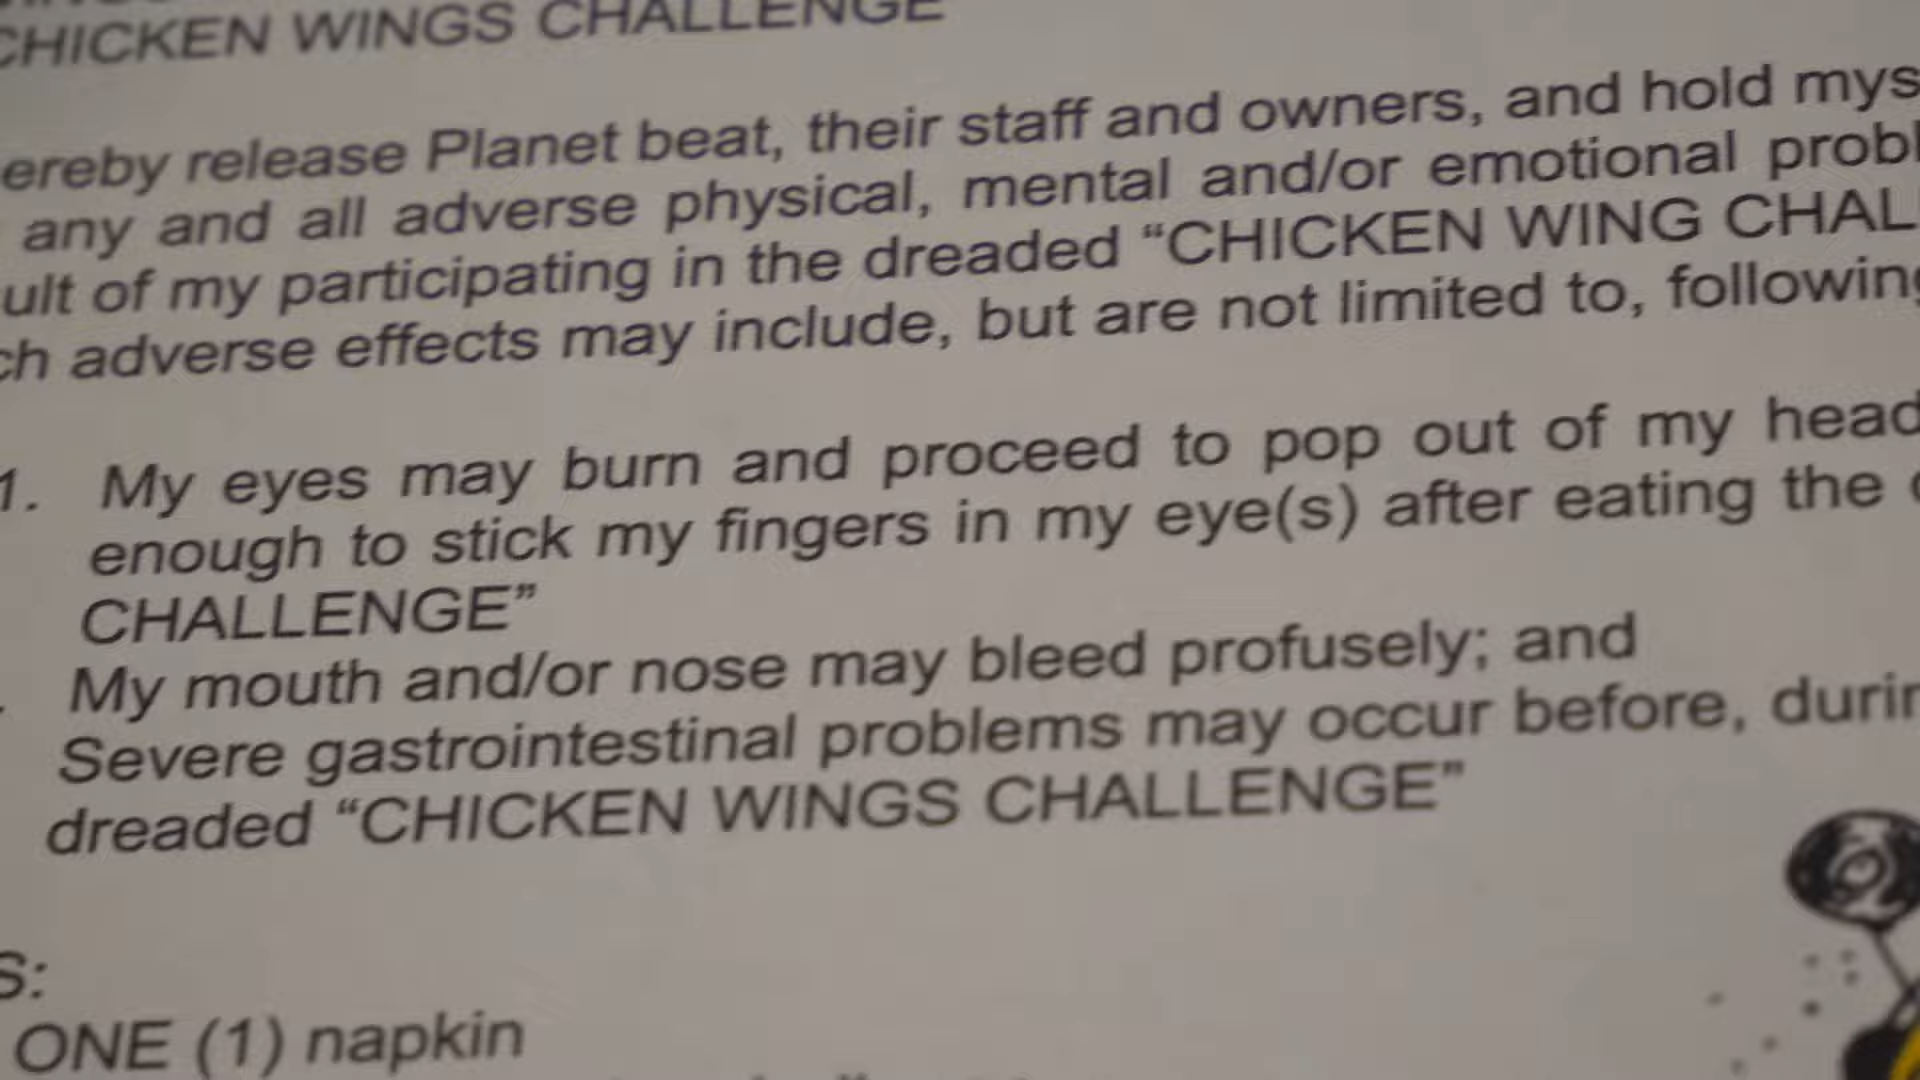 CHICKEN WINGS CHALLENGE
ereby release Planet beat, their staff and owners, and hold mys
any and all adverse physical, mental and/or emotional probl
ult of my participating in the dreaded “CHICKEN WING CHAL
ch adverse effects may include, but are not limited to, following
1. My eyes may burn and proceed to pop out of my head
enough to stick my fingers in my eye(s) after eating the
CHALLENGE”
My mouth and/or nose may bleed profusely; and
Severe gastrointestinal problems may occur before, durin
dreaded “CHICKEN WINGS CHALLENGE”
S:
ONE (1) napkin